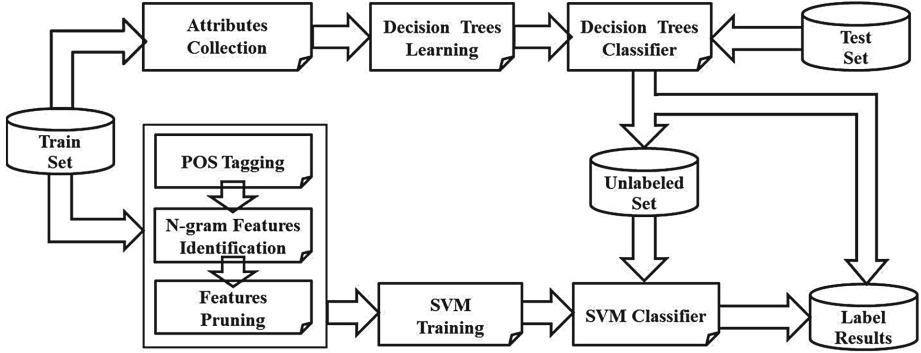 Attributes
Collection
Decision Trees
Learning
Decision Trees
Classifier
Test
Set
Train
Set
POS Tagging
N-gram Features
Identification
Features
Pruning
Unlabeled
Set
SVM
Training
SVM Classifier
Label
Results